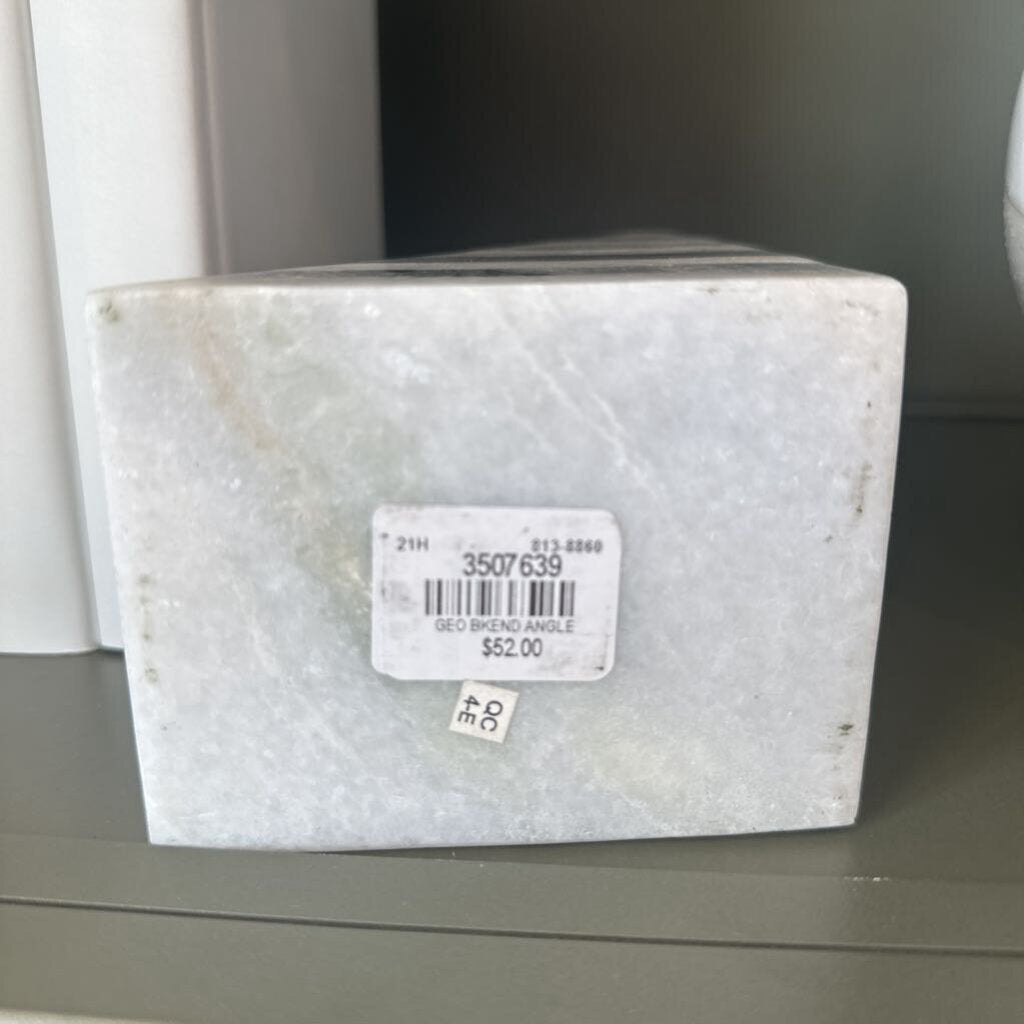 21H 813-8860
3507639
GEO BKEND ANGLE
$52.00
QC
4-E